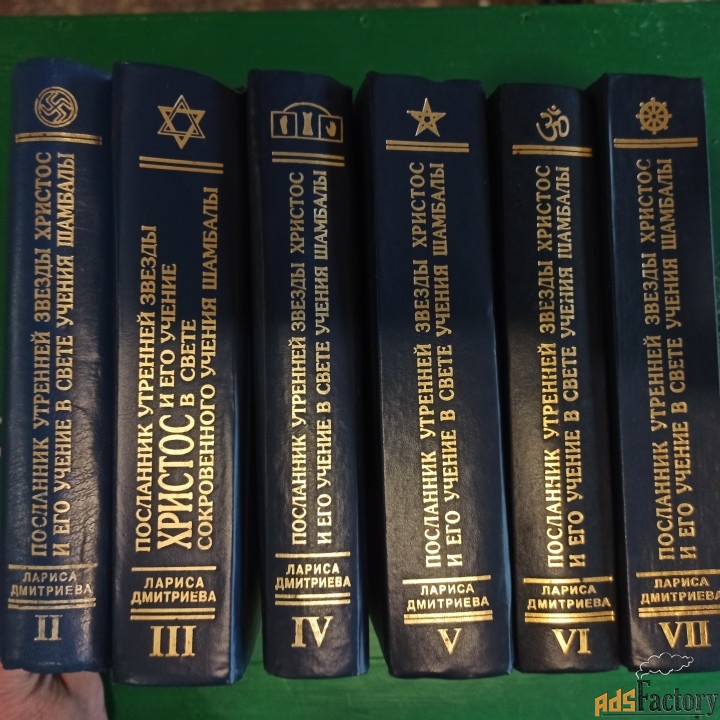 ПОСЛАННИК УТРЕННЕЙ ЗВЕЗДЫ ХРИСТОС
И ЕГО УЧЕНИЕ В СВЕТЕ УЧЕНИЯ ШАМБАЛЫ
ЛАРИСА
ДМИТРИЕВА
II
ПОСЛАННИК УТРЕННЕЙ ЗВЕЗДЫ
ХРИСТОС И ЕГО УЧЕНИЕ
В СВЕТЕ
СОКРОВЕННОГО УЧЕНИЯ ШАМБАЛЫ
ЛАРИСА
ДМИТРИЕВА
III
ПОСЛАННИК УТРЕННЕЙ ЗВЕЗДЫ ХРИСТОС
И ЕГО УЧЕНИЕ В СВЕТЕ УЧЕНИЯ ШАМБАЛЫ
ЛАРИСА
ДМИТРИЕВА
IV
ПОСЛАННИК УТРЕННЕЙ ЗВЕЗДЫ ХРИСТОС
И ЕГО УЧЕНИЕ В СВЕТЕ УЧЕНИЯ ШАМБАЛЫ
ЛАРИСА
ДМИТРИЕВА
V
ॐ
ПОСЛАННИК УТРЕННЕЙ ЗВЕЗДЫ ХРИСТОС
И ЕГО УЧЕНИЕ В СВЕТЕ УЧЕНИЯ ШАМБАЛЫ
ЛАРИСА
ДМИТРИЕВА
VI
ПОСЛАННИК УТРЕННЕЙ ЗВЕЗДЫ ХРИСТОС
И ЕГО УЧЕНИЕ В СВЕТЕ УЧЕНИЯ ШАМБАЛЫ
ЛАРИСА
ДМИТРИЕВА
VII
AdsFactory